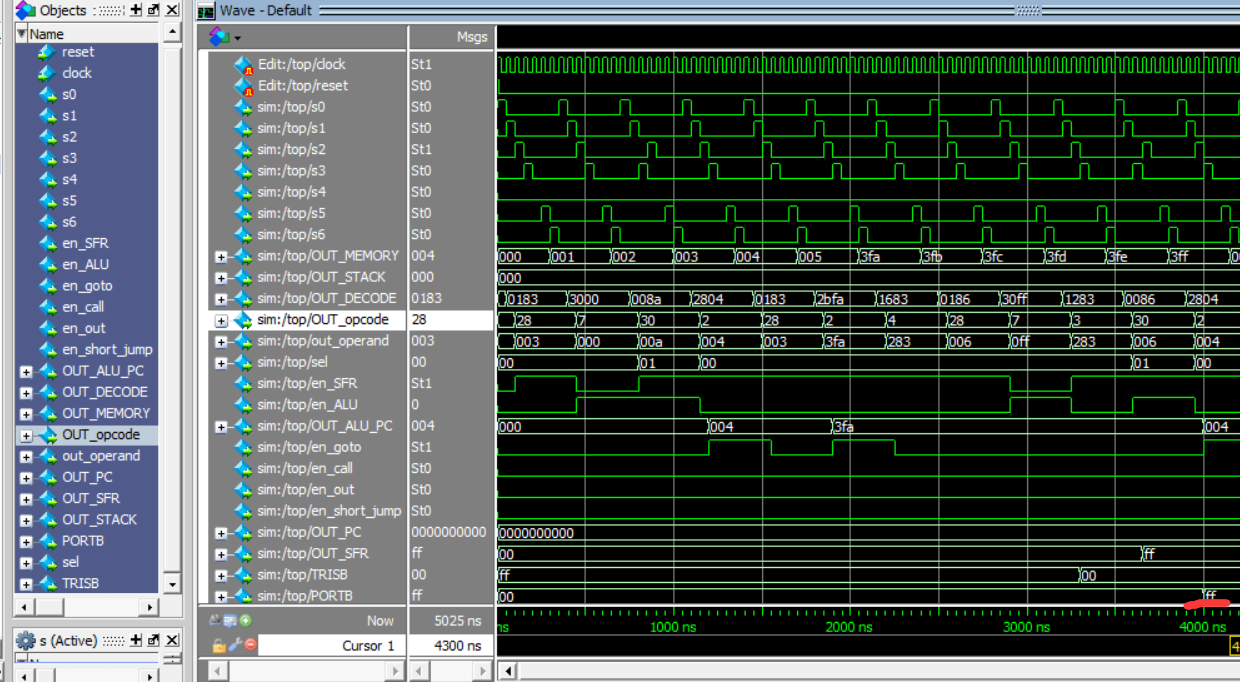 Objects
Wave - Default
Name
Msgs
reset
clock
s0
s1
s2
s3
s4
s5
s6
en_SFR
en_ALU
en_goto
en_call
en_out
en_short_jump
OUT_ALU_PC
OUT_DECODE
OUT_MEMORY
OUT_opcode
out_operand
OUT_PC
OUT_SFR
OUT_STACK
PORTB
sel
TRISB
s (Active)
Edit:/top/clock St1
Edit:/top/reset St0
sim:/top/s0 St0
sim:/top/s1 St0
sim:/top/s2 St1
sim:/top/s3 St0
sim:/top/s4 St0
sim:/top/s5 St0
sim:/top/s6 St0
sim:/top/OUT_MEMORY 004 000 001 002 003 004 005 3fa 3fb 3fc 3fd 3fe 3ff
sim:/top/OUT_STACK 000 000
sim:/top/OUT_DECODE 0183 0183 3000 008a 2804 0183 2bfa 1683 0186 30ff 1283 0086 2804
sim:/top/OUT_opcode 28 28 7 30 2 28 2 4 28 7 3 30 2
sim:/top/out_operand 003 003 000 00a 004 003 3fa 283 006 0ff 283 006 004
sim:/top/sel 00 00 01 00 01 00
sim:/top/en_SFR St1
sim:/top/en_ALU 0
sim:/top/OUT_ALU_PC 004 000 004 3fa 004
sim:/top/en_goto St1
sim:/top/en_call St0
sim:/top/en_out St0
sim:/top/en_short_jump St0
sim:/top/OUT_PC 0000000000 0000000000
sim:/top/OUT_SFR ff 00 ff
sim:/top/TRISB 00 ff 00
sim:/top/PORTB ff 00 ff
Now 5025 ns
ns 1000 ns 2000 ns 3000 ns 4000 ns
Cursor 1 4300 ns